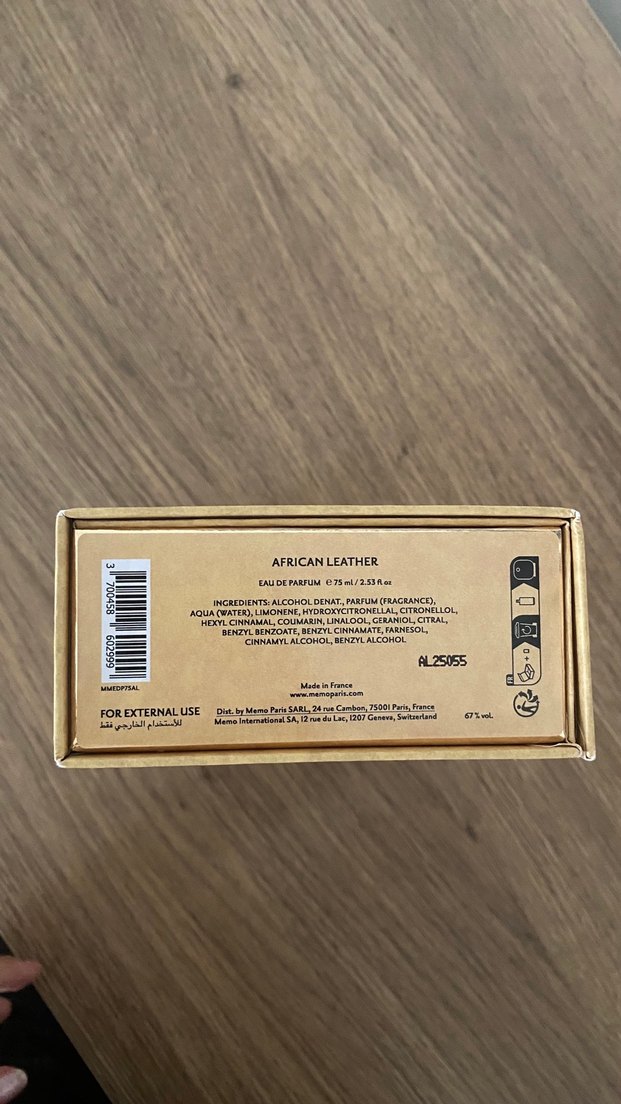 AFRICAN LEATHER
EAU DE PARFUM ℮ 75 ml / 2.53 fl oz
INGREDIENTS: ALCOHOL DENAT., PARFUM (FRAGRANCE),
AQUA (WATER), LIMONENE, HYDROXYCITRONELLAL, CITRONELLOL,
HEXYL CINNAMAL, COUMARIN, LINALOOL, GERANIOL, CITRAL,
BENZYL BENZOATE, BENZYL CINNAMATE, FARNESOL,
CINNAMYL ALCOHOL, BENZYL ALCOHOL
AL25055
3 700458 602999
MMEDP75AL
Made in France
www.memoparis.com
FOR EXTERNAL USE
للأستخدام الخارجي فقط
Dist. by Memo Paris SARL, 24 rue Cambon, 75001 Paris, France
Memo International SA, 12 rue du Lac, 1207 Geneva, Switzerland
67 % vol.
FR